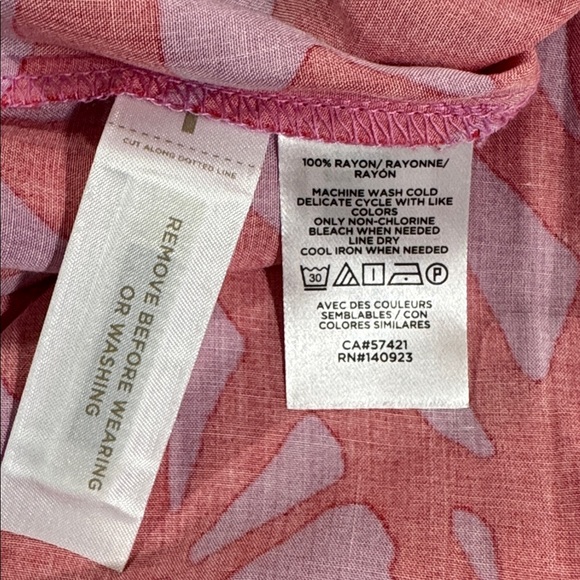 CUT ALONG DOTTED LINE
REMOVE BEFORE WEARING
OR WASHING
100% RAYON/ RAYONNE/
RAYÓN
MACHINE WASH COLD
DELICATE CYCLE WITH LIKE
COLORS
ONLY NON-CHLORINE
BLEACH WHEN NEEDED
LINE DRY
COOL IRON WHEN NEEDED
30 P
AVEC DES COULEURS
SEMBLABLES / CON
COLORES SIMILARES
CA#57421
RN#140923